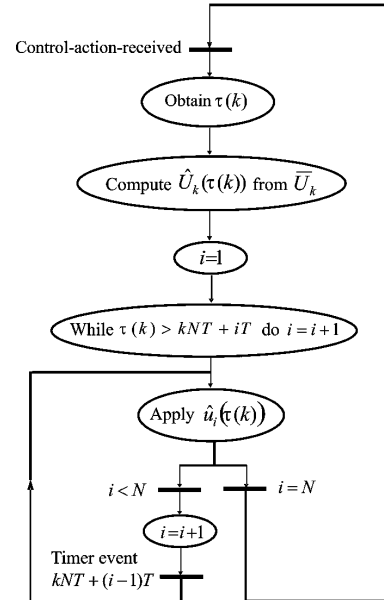 Control-action-received
Obtain τ(k)
Compute Û_k(τ(k)) from U̅_k
i=1
While τ(k) > kNT + iT do i = i+1
Apply û_i(τ(k))
i < N
i = N
i=i+1
Timer event
kNT + (i−1)T